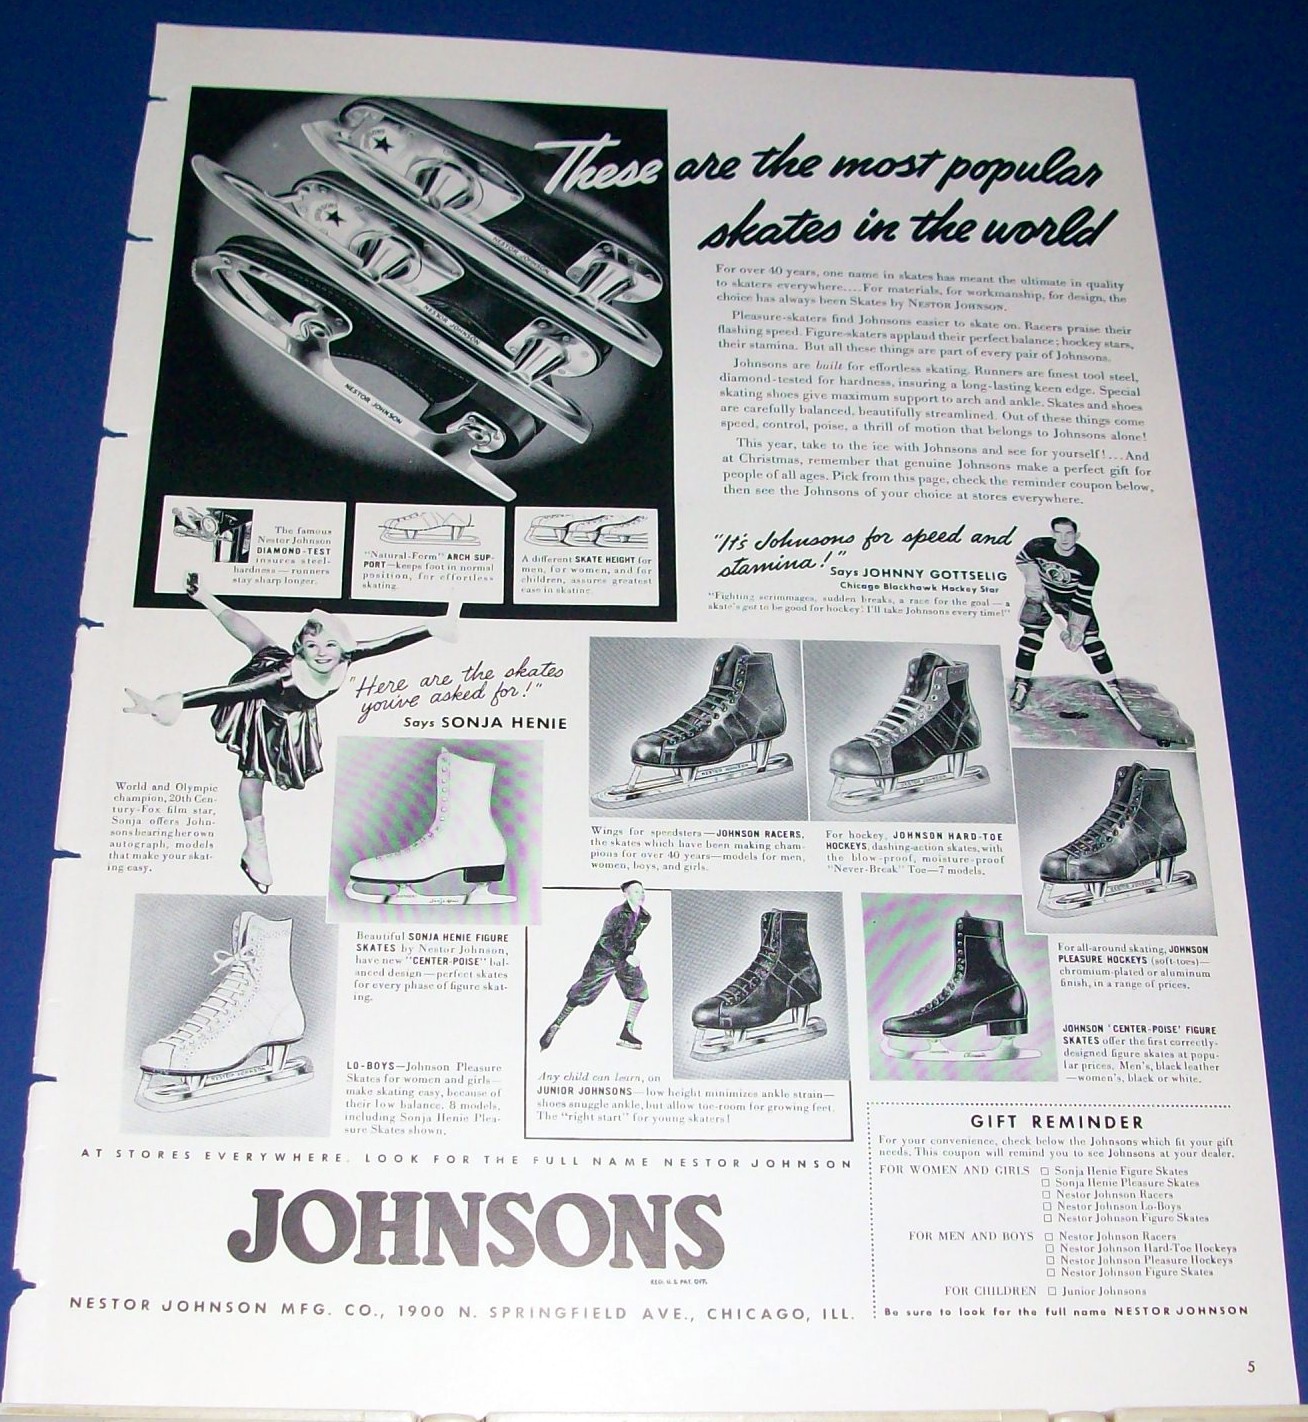 These are the most popular
skates in the world
For over 40 years, one name in skates has meant the ultimate in quality
to skaters everywhere....For materials, for workmanship, for design, the
choice has always been Skates by NESTOR JOHNSON.
Pleasure-skaters find Johnsons easier to skate on. Racers praise their
flashing speed. Figure-skaters applaud their perfect balance; hockey stars,
their stamina. But all these things are part of every pair of Johnsons.
Johnsons are built for effortless skating. Runners are finest tool steel,
diamond-tested for hardness, insuring a long-lasting keen edge. Special
skating shoes give maximum support to arch and ankle. Skates and shoes
are carefully balanced, beautifully streamlined. Out of these things come
speed, control, poise, a thrill of motion that belongs to Johnsons alone!
This year, take to the ice with Johnsons and see for yourself!...And
at Christmas, remember that genuine Johnsons make a perfect gift for
people of all ages. Pick from this page, check the reminder coupon below,
then see the Johnsons of your choice at stores everywhere.
NESTOR JOHNSON
JOHNSONS
NESTOR JOHNSON
NESTOR JOHNSON
The famous
Nestor Johnson
DIAMOND-TEST
insures steel-
hardness—runners
stay sharp longer.
"Natural-Form" ARCH SUP-
PORT—keeps foot in normal
position, for effortless
skating.
A different SKATE HEIGHT for
men, for women, and for
children, assures greatest
ease in skating.
"It's Johnsons for speed and
stamina!"
Says JOHNNY GOTTSELIG
Chicago Blackhawk Hockey Star
"Fighting scrimmages, sudden breaks, a race for the goal—a
skate's got to be good for hockey! I'll take Johnsons every time!"
"Here are the skates
you've asked for!"
Says SONJA HENIE
World and Olympic
champion, 20th Cen-
tury-Fox film star,
Sonja offers John-
sons bearing her own
autograph, models
that make your skat-
ing easy.
Beautiful SONJA HENIE FIGURE
SKATES by Nestor Johnson,
have new "CENTER-POISE" bal-
anced design—perfect skates
for every phase of figure skat-
ing.
NESTOR JOHNSON
NESTOR JOHNSON
Wings for speedsters—JOHNSON RACERS,
the skates which have been making cham-
pions for over 40 years—models for men,
women, boys, and girls.
For hockey, JOHNSON HARD-TOE
HOCKEYS, dashing-action skates, with
the blow-proof, moisture-proof
"Never-Break" Toe—7 models.
NESTOR JOHNSON
For all-around skating, JOHNSON
PLEASURE HOCKEYS (soft-toes)—
chromium-plated or aluminum
finish, in a range of prices.
NESTOR JOHNSON
LO-BOYS—Johnson Pleasure
Skates for women and girls—
make skating easy, because of
their low balance. 8 models,
including Sonja Henie Plea-
sure Skates shown.
Any child can learn, on
JUNIOR JOHNSONS—low height minimizes ankle strain—
shoes snuggle ankle, but allow toe-room for growing feet.
The "right start" for young skaters!
JOHNSON 'CENTER-POISE' FIGURE
SKATES offer the first correctly-
designed figure skates at popu-
lar prices. Men's, black leather
—women's, black or white.
AT STORES EVERYWHERE. LOOK FOR THE FULL NAME NESTOR JOHNSON
JOHNSONS
REG. U. S. PAT. OFF.
NESTOR JOHNSON MFG. CO., 1900 N. SPRINGFIELD AVE., CHICAGO, ILL.
GIFT REMINDER
For your convenience, check below the Johnsons which fit your gift
needs. This coupon will remind you to see Johnsons at your dealer.
FOR WOMEN AND GIRLS □ Sonja Henie Figure Skates
□ Sonja Henie Pleasure Skates
□ Nestor Johnson Racers
□ Nestor Johnson Lo-Boys
□ Nestor Johnson Figure Skates
FOR MEN AND BOYS □ Nestor Johnson Racers
□ Nestor Johnson Hard-Toe Hockeys
□ Nestor Johnson Pleasure Hockeys
□ Nestor Johnson Figure Skates
FOR CHILDREN □ Junior Johnsons
Be sure to look for the full name NESTOR JOHNSON
5